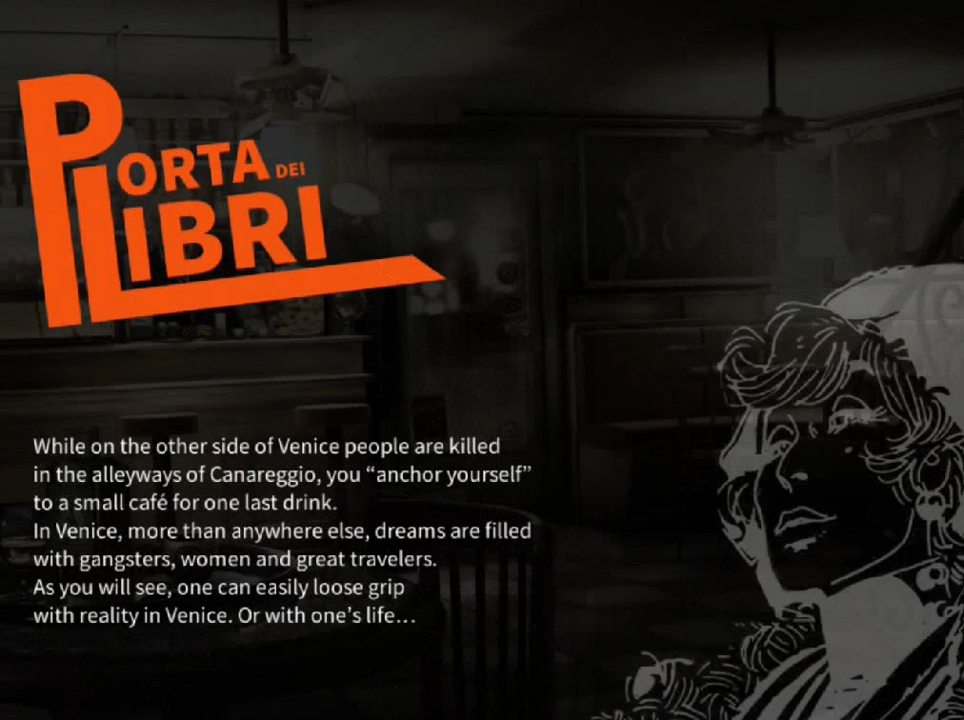 PORTA DEI
LIBRI
While on the other side of Venice people are killed
in the alleyways of Canareggio, you “anchor yourself”
to a small café for one last drink.
In Venice, more than anywhere else, dreams are filled
with gangsters, women and great travelers.
As you will see, one can easily loose grip
with reality in Venice. Or with one’s life…